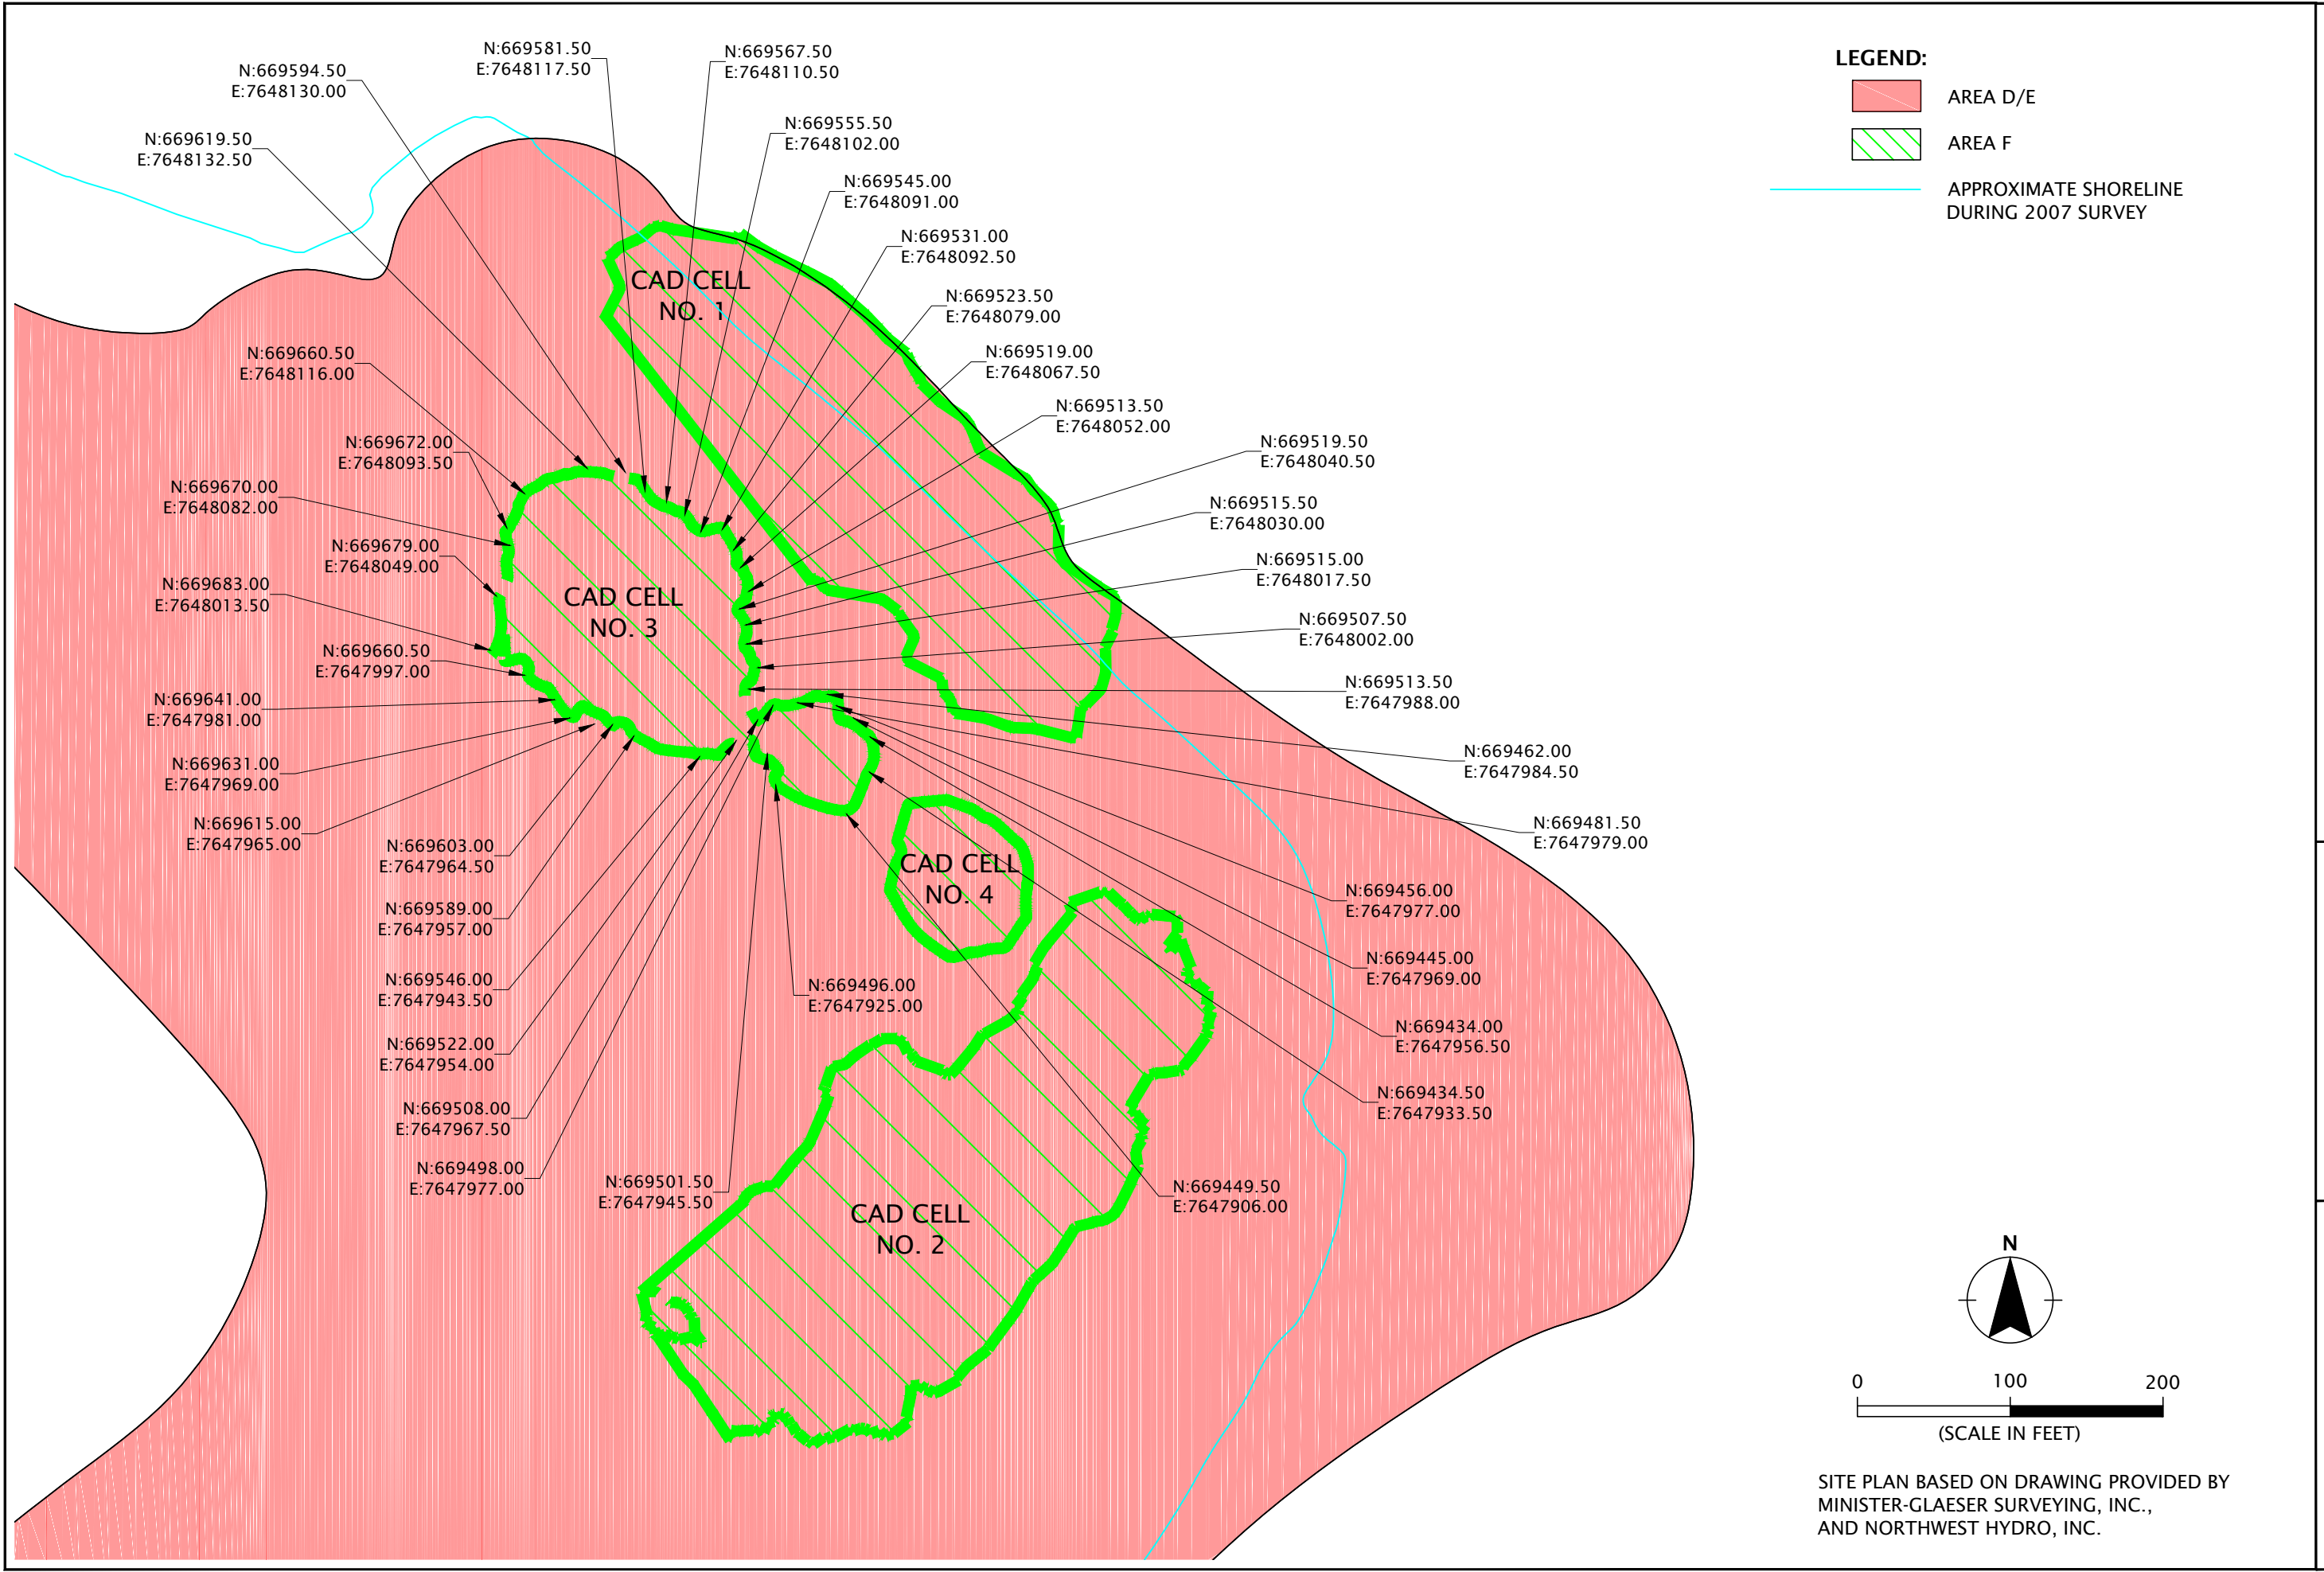 N:669581.50
E:7648117.50
N:669567.50
E:7648110.50
N:669594.50
E:7648130.00
N:669619.50
E:7648132.50
N:669555.50
E:7648102.00
N:669545.00
E:7648091.00
N:669531.00
E:7648092.50
N:669523.50
E:7648079.00
N:669519.00
E:7648067.50
N:669513.50
E:7648052.00
N:669519.50
E:7648040.50
N:669515.50
E:7648030.00
N:669515.00
E:7648017.50
N:669507.50
E:7648002.00
N:669513.50
E:7647988.00
N:669462.00
E:7647984.50
N:669481.50
E:7647979.00
N:669456.00
E:7647977.00
N:669445.00
E:7647969.00
N:669434.00
E:7647956.50
N:669434.50
E:7647933.50
N:669449.50
E:7647906.00
N:669660.50
E:7648116.00
N:669672.00
E:7648093.50
N:669670.00
E:7648082.00
N:669679.00
E:7648049.00
N:669683.00
E:7648013.50
N:669660.50
E:7647997.00
N:669641.00
E:7647981.00
N:669631.00
E:7647969.00
N:669615.00
E:7647965.00
N:669603.00
E:7647964.50
N:669589.00
E:7647957.00
N:669546.00
E:7647943.50
N:669522.00
E:7647954.00
N:669508.00
E:7647967.50
N:669498.00
E:7647977.00
N:669501.50
E:7647945.50
N:669496.00
E:7647925.00
CAD CELL
NO. 1
CAD CELL
NO. 3
CAD CELL
NO. 4
CAD CELL
NO. 2
LEGEND:
AREA D/E
AREA F
APPROXIMATE SHORELINE
DURING 2007 SURVEY
N
0 100 200
(SCALE IN FEET)
SITE PLAN BASED ON DRAWING PROVIDED BY
MINISTER-GLAESER SURVEYING, INC.,
AND NORTHWEST HYDRO, INC.